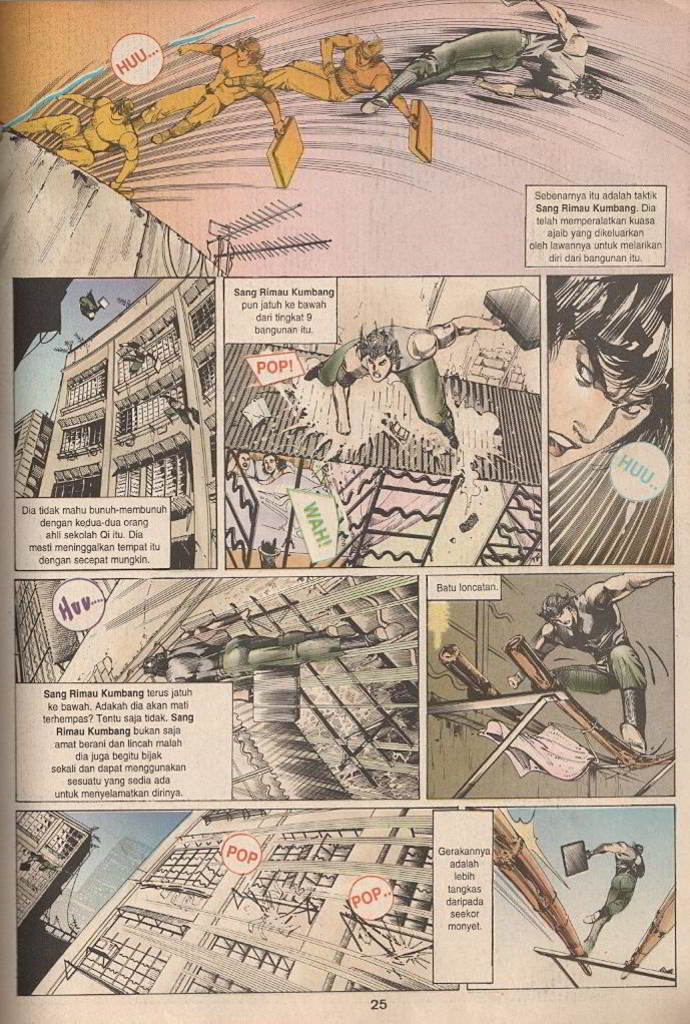 HUU...
Sebenarnya itu adalah taktik
Sang Rimau Kumbang. Dia
telah memperalatkan kuasa
ajaib yang dikeluarkan
oleh lawannya untuk melarikan
diri dari bangunan itu.
Dia tidak mahu bunuh-membunuh
dengan kedua-dua orang
ahli sekolah Qi itu. Dia
mesti meninggalkan tempat itu
dengan secepat mungkin.
Sang Rimau Kumbang
pun jatuh ke bawah
dari tingkat 9
bangunan itu.
POP!
WAH!
HUU..
HUU....
Sang Rimau Kumbang terus jatuh
ke bawah. Adakah dia akan mati
terhempas? Tentu saja tidak. Sang
Rimau Kumbang bukan saja
amat berani dan lincah malah
dia juga begitu bijak
sekali dan dapat menggunakan
sesuatu yang sedia ada
untuk menyelamatkan dirinya.
Batu loncatan.
POP
POP..
Gerakannya
adalah
lebih
tangkas
daripada
seekor
monyet.
25